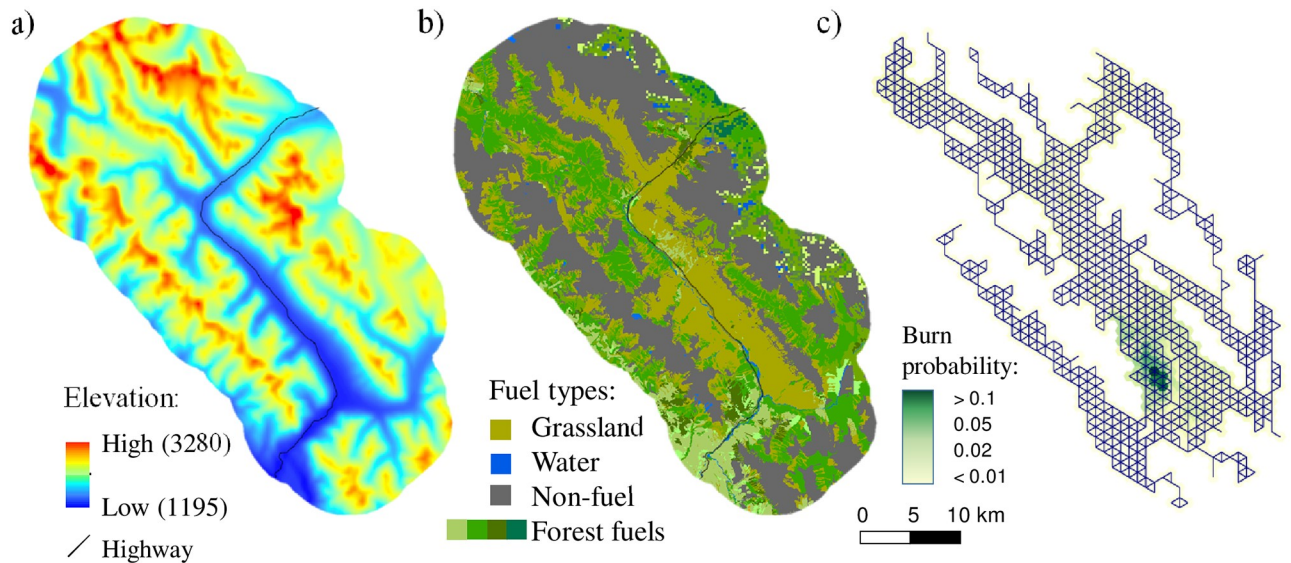 a)
Elevation:
High (3280)
Low (1195)
Highway
b)
Fuel types:
Grassland
Water
Non-fuel
Forest fuels
c)
Burn
probability:
> 0.1
0.05
0.02
< 0.01
0 5 10 km